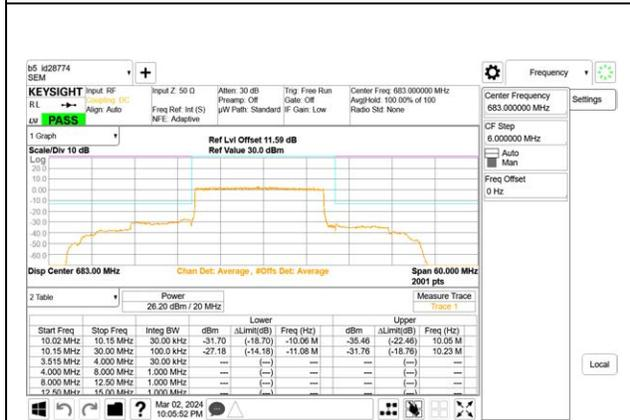 b5 id28774
SEM
Frequency
KEYSIGHT
Input: RF
Input Z: 50 Ω
Atten: 30 dB
Trig: Free Run
Center Freq: 683.000000 MHz
RL
Coupling: DC
Preamp: Off
Gate: Off
Avg|Hold: 100.00% of 100
Align: Auto
Freq Ref: Int (S)
µW Path: Standard
IF Gain: Low
Radio Std: None
NFE: Adaptive
LV PASS
Center Frequency
683.000000 MHz
Settings
CF Step
6.000000 MHz
Auto
Man
Freq Offset
0 Hz
1 Graph
Ref Lvl Offset 11.59 dB
Scale/Div 10 dB
Ref Value 30.0 dBm
Log
20.0
10.0
0.00
-10.0
-20.0
-30.0
-40.0
-50.0
-60.0
Disp Center 683.00 MHz
Chan Det: Average , #Offs Det: Average
Span 60.000 MHz
2001 pts
2 Table
Power
Measure Trace
26.20 dBm / 20 MHz
Trace 1
Lower
Upper
Start Freq Stop Freq Integ BW dBm ΔLimit(dB) Freq (Hz) dBm ΔLimit(dB) Freq (Hz)
10.02 MHz 10.15 MHz 30.00 kHz -31.70 (-18.70) -10.06 M -35.46 (-22.46) 10.05 M
10.15 MHz 30.00 MHz 100.0 kHz -27.18 (-14.18) -11.08 M -31.76 (-18.76) 10.23 M
3.515 MHz 4.000 MHz 30.00 kHz --- (---) --- --- (---) ---
4.000 MHz 8.000 MHz 1.000 MHz --- (---) --- --- (---) ---
8.000 MHz 12.50 MHz 1.000 MHz --- (---) --- --- (---) ---
12.50 MHz 15.00 MHz 1.000 MHz --- (---) --- --- (---) ---
Local
Mar 02, 2024
10:05:52 PM